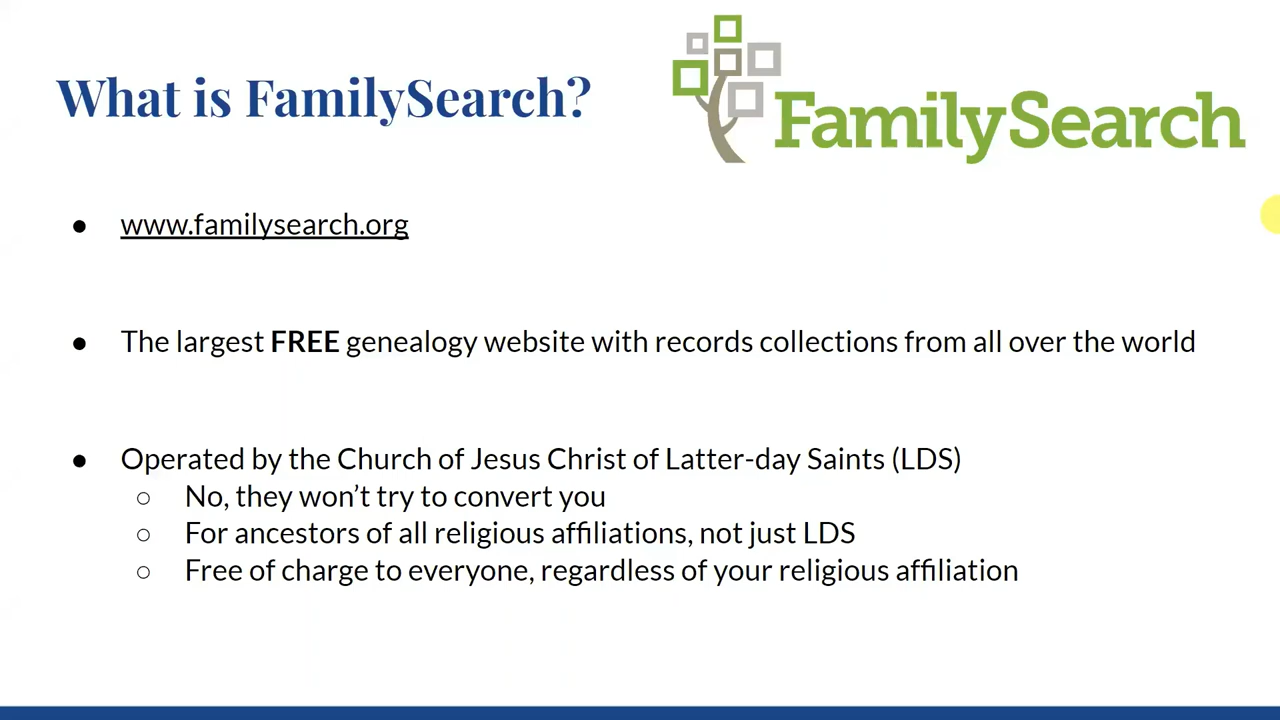 What is FamilySearch?
FamilySearch
● www.familysearch.org
● The largest FREE genealogy website with records collections from all over the world
● Operated by the Church of Jesus Christ of Latter-day Saints (LDS)
○ No, they won’t try to convert you
○ For ancestors of all religious affiliations, not just LDS
○ Free of charge to everyone, regardless of your religious affiliation